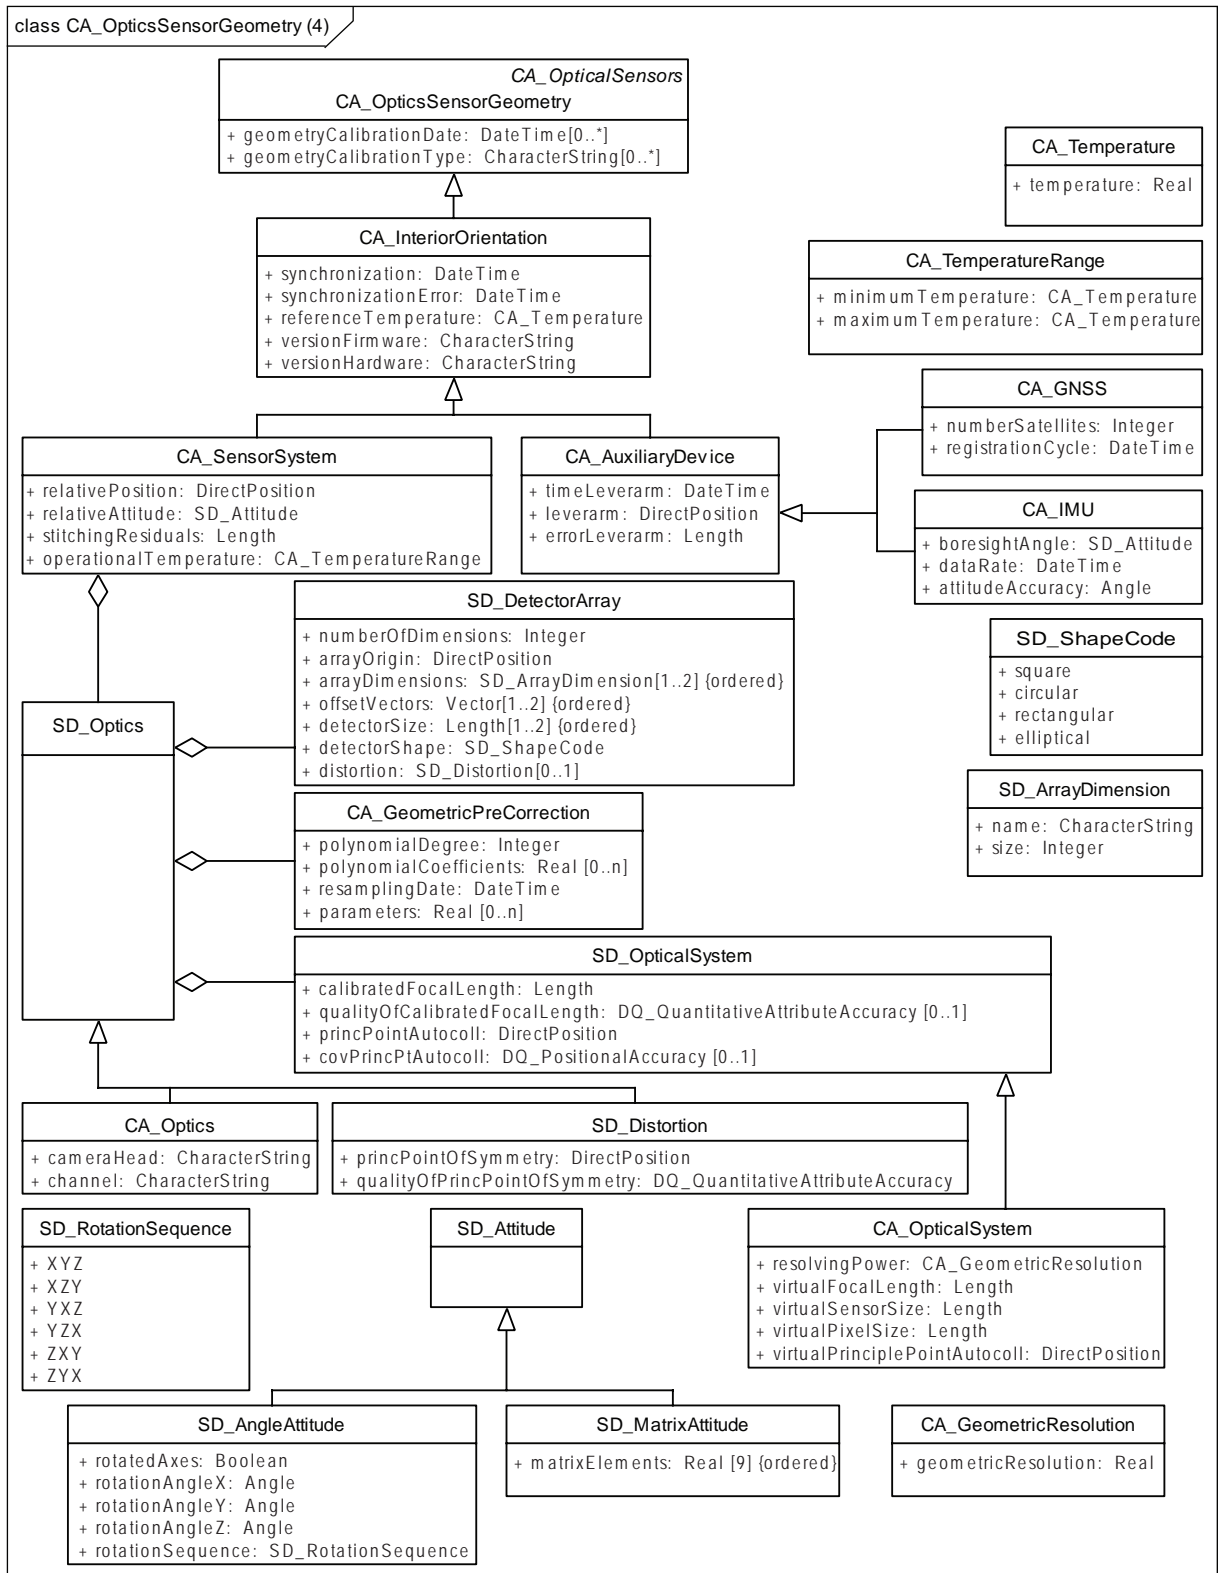 class CA_OpticsSensorGeometry (4)
CA_OpticalSensors
CA_OpticsSensorGeometry
+ geometryCalibrationDate: DateTime[0..*]
+ geometryCalibrationType: CharacterString[0..*]
CA_Temperature
+ temperature: Real
CA_InteriorOrientation
+ synchronization: DateTime
+ synchronizationError: DateTime
+ referenceTemperature: CA_Temperature
+ versionFirmware: CharacterString
+ versionHardware: CharacterString
CA_TemperatureRange
+ minimumTemperature: CA_Temperature
+ maximumTemperature: CA_Temperature
CA_GNSS
+ numberSatellites: Integer
+ registrationCycle: DateTime
CA_SensorSystem
+ relativePosition: DirectPosition
+ relativeAttitude: SD_Attitude
+ stitchingResiduals: Length
+ operationalTemperature: CA_TemperatureRange
CA_AuxiliaryDevice
+ timeLeverarm: DateTime
+ leverarm: DirectPosition
+ errorLeverarm: Length
CA_IMU
+ boresightAngle: SD_Attitude
+ dataRate: DateTime
+ attitudeAccuracy: Angle
SD_DetectorArray
+ numberOfDimensions: Integer
+ arrayOrigin: DirectPosition
+ arrayDimensions: SD_ArrayDimension[1..2] {ordered}
+ offsetVectors: Vector[1..2] {ordered}
+ detectorSize: Length[1..2] {ordered}
+ detectorShape: SD_ShapeCode
+ distortion: SD_Distortion[0..1]
SD_ShapeCode
+ square
+ circular
+ rectangular
+ elliptical
SD_Optics
SD_ArrayDimension
+ name: CharacterString
+ size: Integer
CA_GeometricPreCorrection
+ polynomialDegree: Integer
+ polynomialCoefficients: Real [0..n]
+ resamplingDate: DateTime
+ parameters: Real [0..n]
SD_OpticalSystem
+ calibratedFocalLength: Length
+ qualityOfCalibratedFocalLength: DQ_QuantitativeAttributeAccuracy [0..1]
+ princPointAutocoll: DirectPosition
+ covPrincPtAutocoll: DQ_PositionalAccuracy [0..1]
CA_Optics
+ cameraHead: CharacterString
+ channel: CharacterString
SD_Distortion
+ princPointOfSymmetry: DirectPosition
+ qualityOfPrincPointOfSymmetry: DQ_QuantitativeAttributeAccuracy
SD_RotationSequence
+ XYZ
+ XZY
+ YXZ
+ YZX
+ ZXY
+ ZYX
SD_Attitude
CA_OpticalSystem
+ resolvingPower: CA_GeometricResolution
+ virtualFocalLength: Length
+ virtualSensorSize: Length
+ virtualPixelSize: Length
+ virtualPrinciplePointAutocoll: DirectPosition
SD_AngleAttitude
+ rotatedAxes: Boolean
+ rotationAngleX: Angle
+ rotationAngleY: Angle
+ rotationAngleZ: Angle
+ rotationSequence: SD_RotationSequence
SD_MatrixAttitude
+ matrixElements: Real [9] {ordered}
CA_GeometricResolution
+ geometricResolution: Real